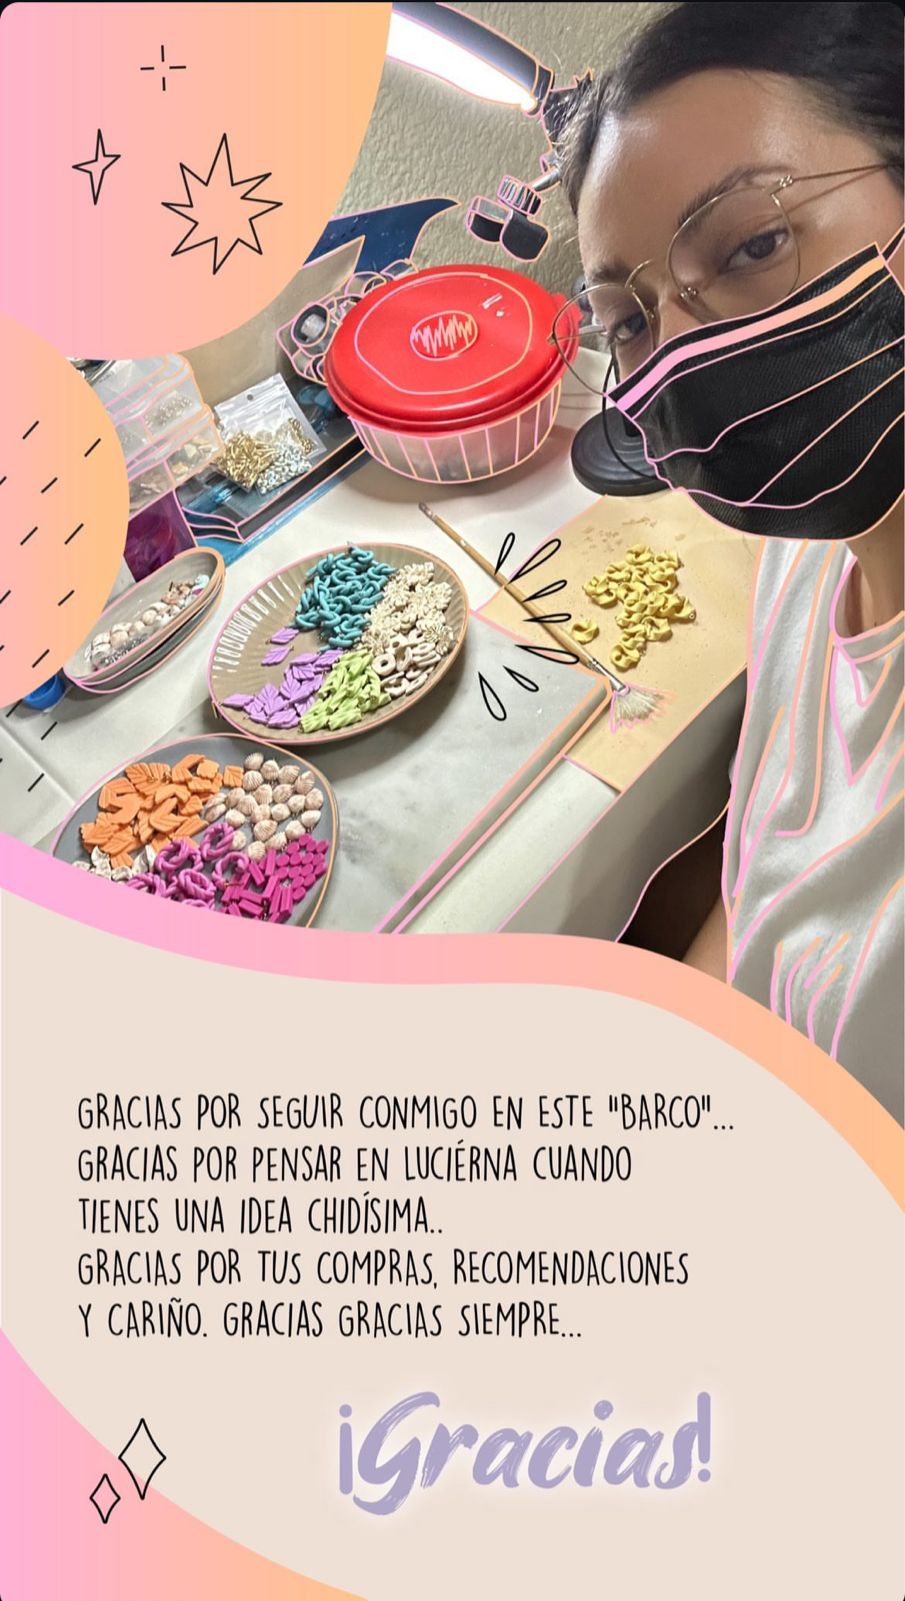 GRACIAS POR SEGUIR CONMIGO EN ESTE "BARCO"...
GRACIAS POR PENSAR EN LUCIÉRNA CUANDO
TIENES UNA IDEA CHIDÍSIMA..
GRACIAS POR TUS COMPRAS, RECOMENDACIONES
Y CARIÑO. GRACIAS GRACIAS SIEMPRE...
¡Gracias!